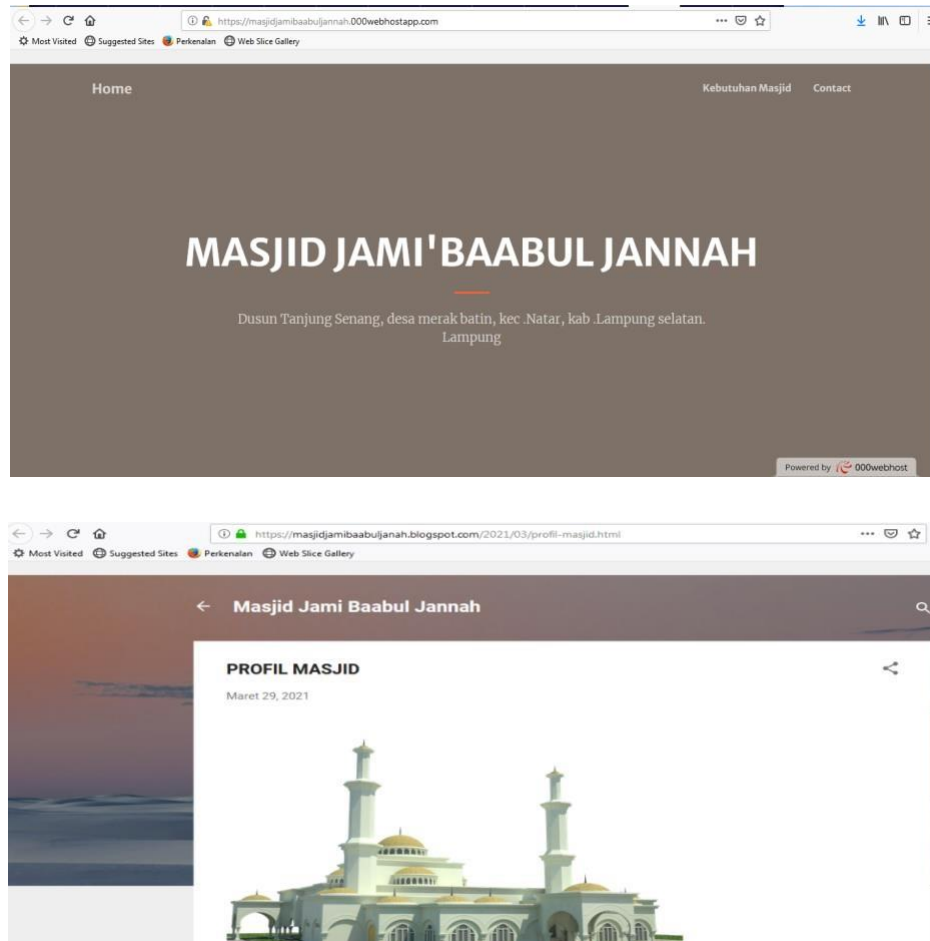 https://masjidjamibaabuljannah.000webhostapp.com
Most Visited Suggested Sites Perkenalan Web Slice Gallery
Home Kebutuhan Masjid Contact
MASJID JAMI'BAABUL JANNAH
Dusun Tanjung Senang, desa merak batin, kec .Natar, kab .Lampung selatan.
Lampung
Powered by 000webhost
https://masjidjamibaabuljanah.blogspot.com/2021/03/profil-masjid.html
Most Visited Suggested Sites Perkenalan Web Slice Gallery
Masjid Jami Baabul Jannah
PROFIL MASJID
Maret 29, 2021